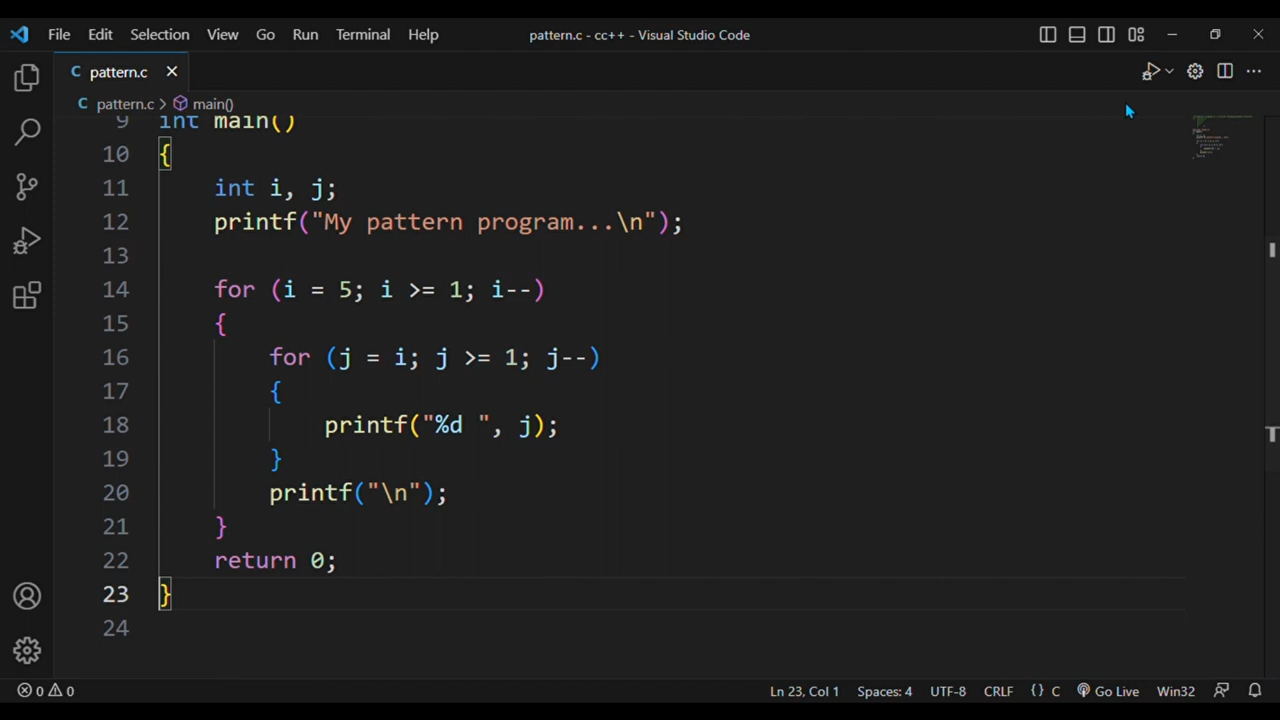 File Edit Selection View Go Run Terminal Help pattern.c - cc++ - Visual Studio Code
C pattern.c
C pattern.c > main()
9 int main()
10 {
11 int i, j;
12 printf("My pattern program...\n");
13
14 for (i = 5; i >= 1; i--)
15 {
16 for (j = i; j >= 1; j--)
17 {
18 printf("%d ", j);
19 }
20 printf("\n");
21 }
22 return 0;
23 }
24
0 0 Ln 23, Col 1 Spaces: 4 UTF-8 CRLF {} C Go Live Win32